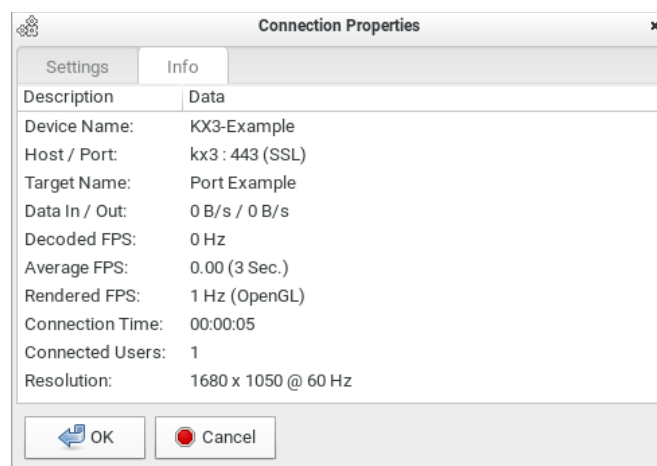 Connection Properties
Settings Info
Description Data
Device Name: KX3-Example
Host / Port: kx3 : 443 (SSL)
Target Name: Port Example
Data In / Out: 0 B/s / 0 B/s
Decoded FPS: 0 Hz
Average FPS: 0.00 (3 Sec.)
Rendered FPS: 1 Hz (OpenGL)
Connection Time: 00:00:05
Connected Users: 1
Resolution: 1680 x 1050 @ 60 Hz
OK Cancel